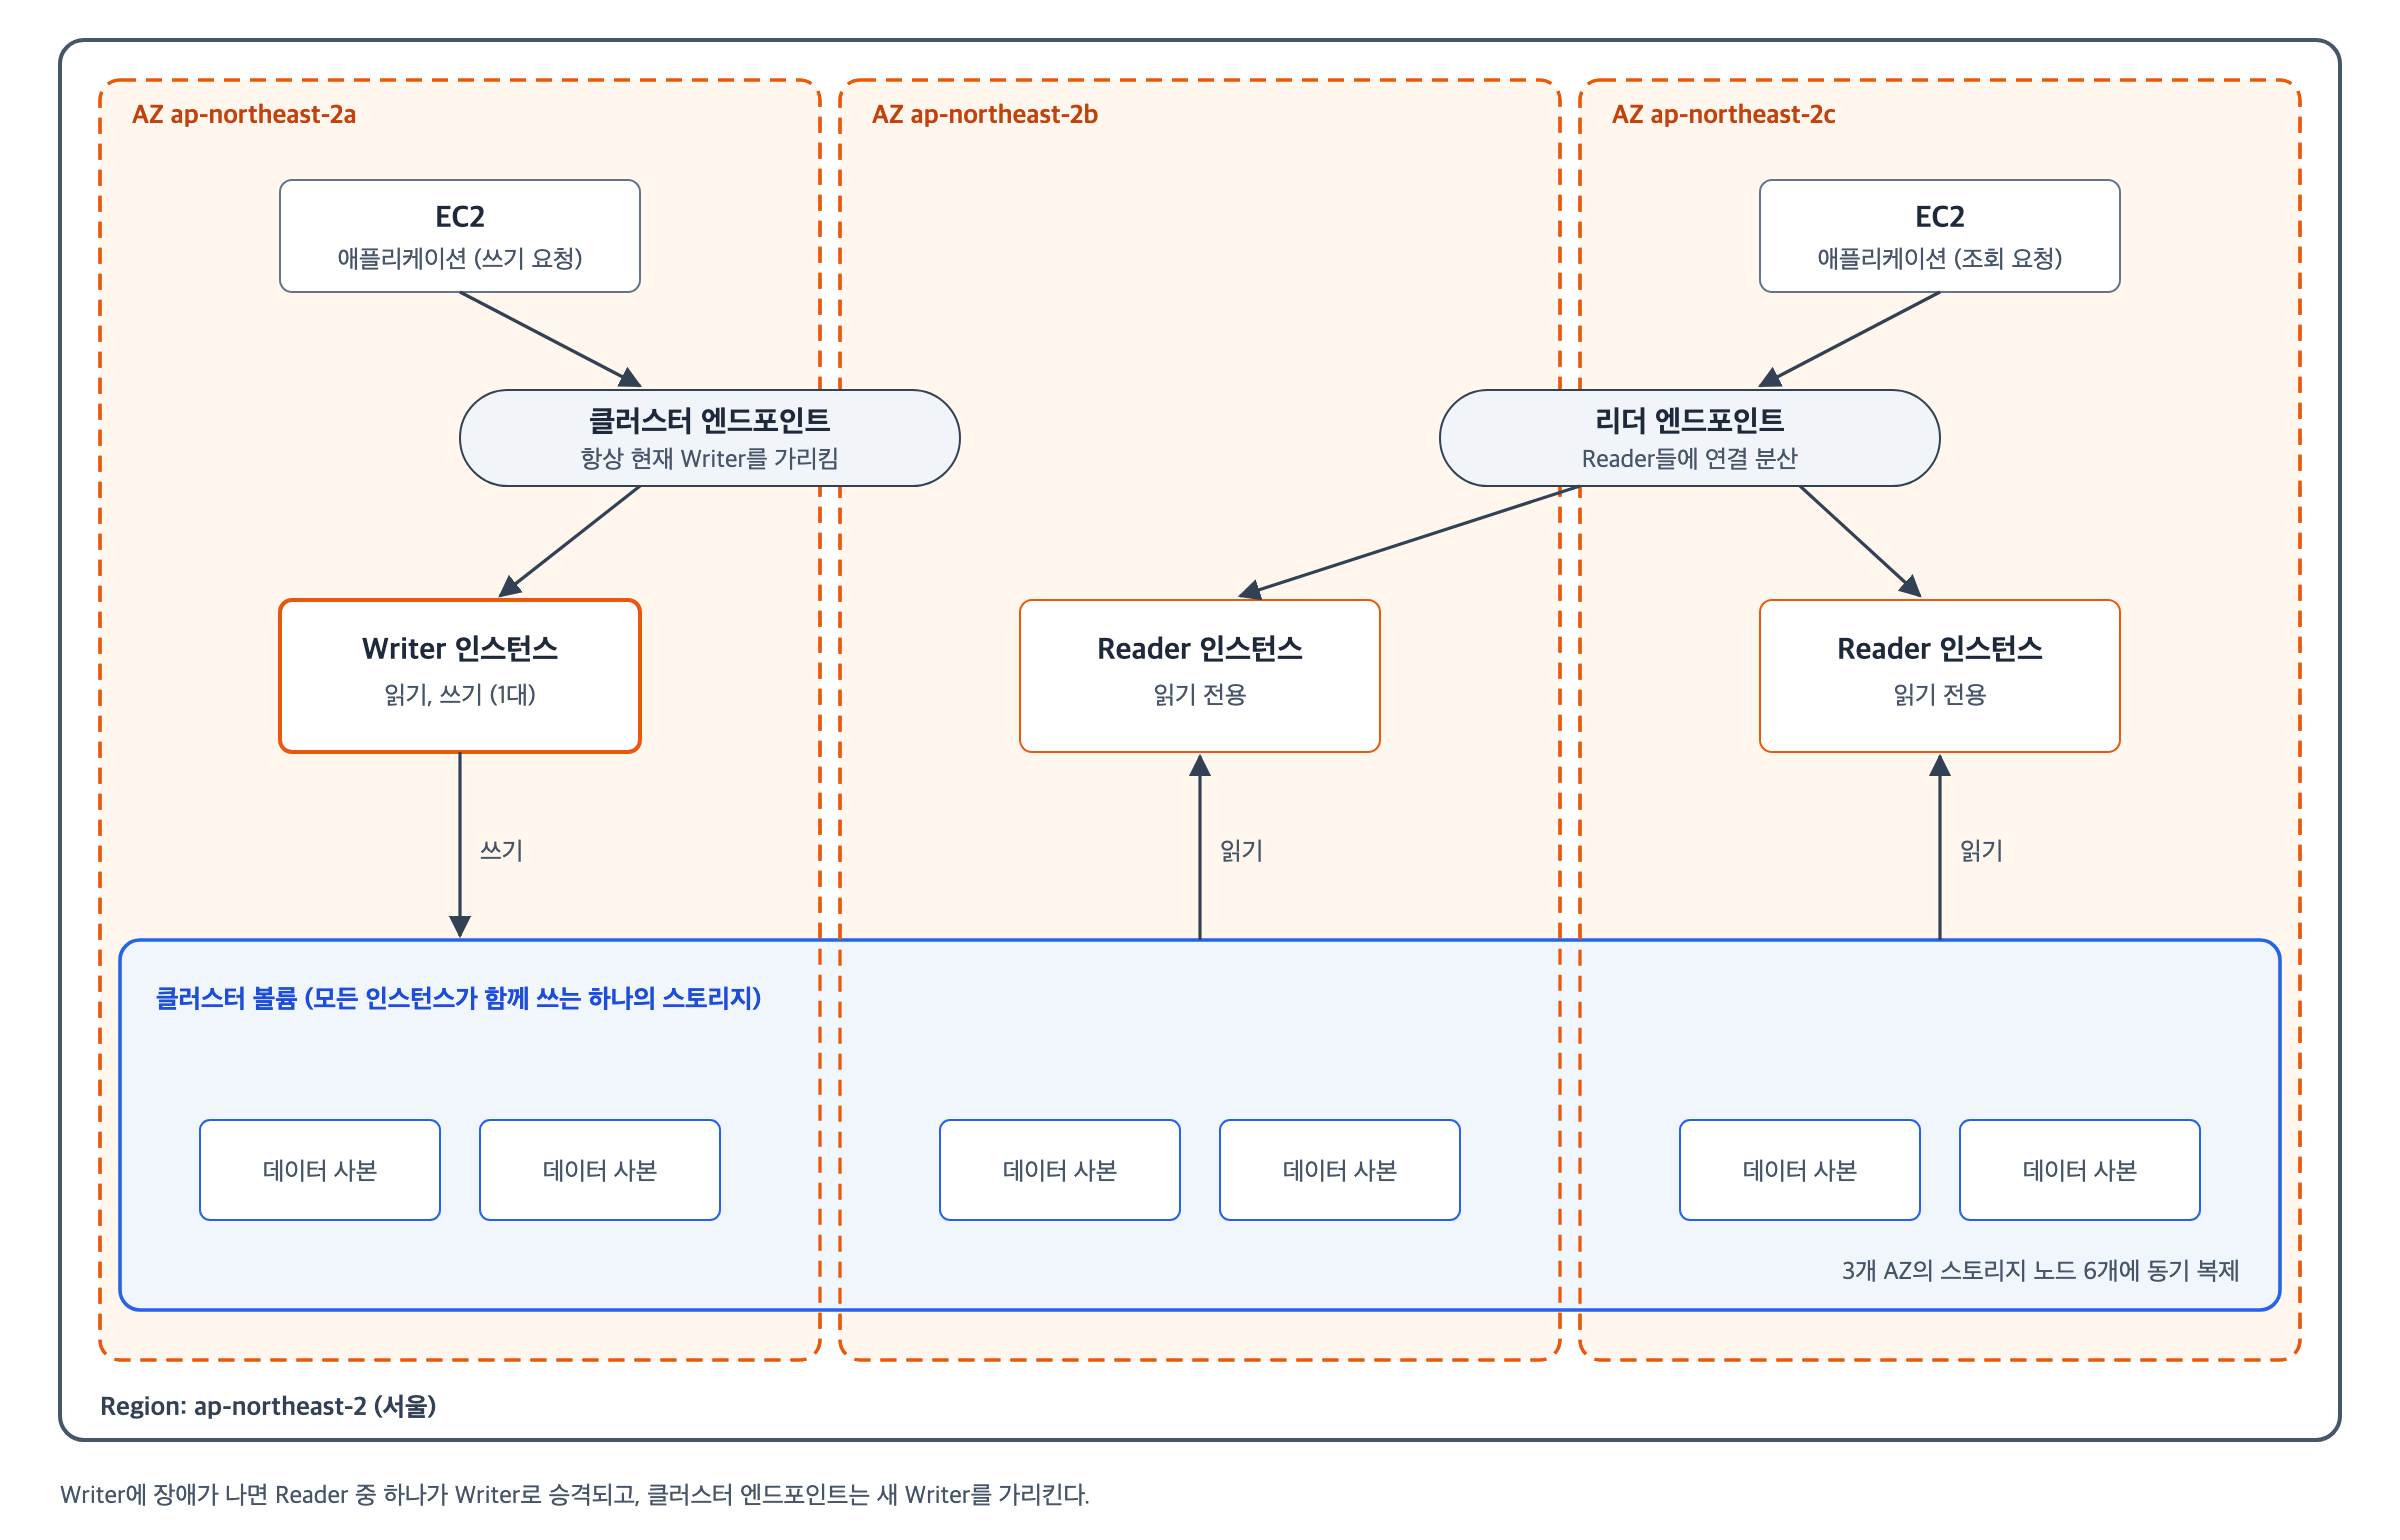 AZ ap-northeast-2a
AZ ap-northeast-2b
AZ ap-northeast-2c
EC2
애플리케이션 (쓰기 요청)
EC2
애플리케이션 (조회 요청)
클러스터 엔드포인트
항상 현재 Writer를 가리킴
리더 엔드포인트
Reader들에 연결 분산
Writer 인스턴스
읽기, 쓰기 (1대)
Reader 인스턴스
읽기 전용
Reader 인스턴스
읽기 전용
쓰기
읽기
읽기
클러스터 볼륨 (모든 인스턴스가 함께 쓰는 하나의 스토리지)
데이터 사본
데이터 사본
데이터 사본
데이터 사본
데이터 사본
데이터 사본
3개 AZ의 스토리지 노드 6개에 동기 복제
Region: ap-northeast-2 (서울)
Writer에 장애가 나면 Reader 중 하나가 Writer로 승격되고, 클러스터 엔드포인트는 새 Writer를 가리킨다.